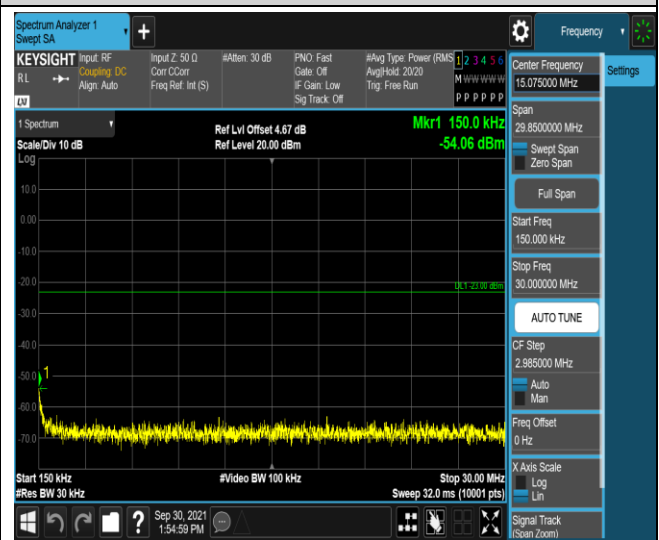 Spectrum Analyzer 1
Swept SA
Frequency
KEYSIGHT
RL
Input: RF
Coupling: DC
Align: Auto
Input Z: 50 Ω
Corr CCorr
Freq Ref: Int (S)
#Atten: 30 dB
PNO: Fast
Gate: Off
IF Gain: Low
Sig Track: Off
#Avg Type: Power (RMS
Avg|Hold: 20/20
Trig: Free Run
1 2 3 4 5 6
M W W W W W
P P P P P P
LXI
1 Spectrum
Scale/Div 10 dB
Log
Ref Lvl Offset 4.67 dB
Ref Level 20.00 dBm
Mkr1 150.0 kHz
-54.06 dBm
10.0
0.00
-10.0
-20.0
DL1 -23.00 dBm
-30.0
-40.0
-50.0
1
-60.0
-70.0
Start 150 kHz
#Res BW 30 kHz
#Video BW 100 kHz
Stop 30.00 MHz
Sweep 32.0 ms (10001 pts)
Sep 30, 2021
1:54:59 PM
Center Frequency
15.075000 MHz
Span
29.8500000 MHz
Swept Span
Zero Span
Full Span
Start Freq
150.000 kHz
Stop Freq
30.000000 MHz
AUTO TUNE
CF Step
2.985000 MHz
Auto
Man
Freq Offset
0 Hz
X Axis Scale
Log
Lin
Signal Track
(Span Zoom)
Settings